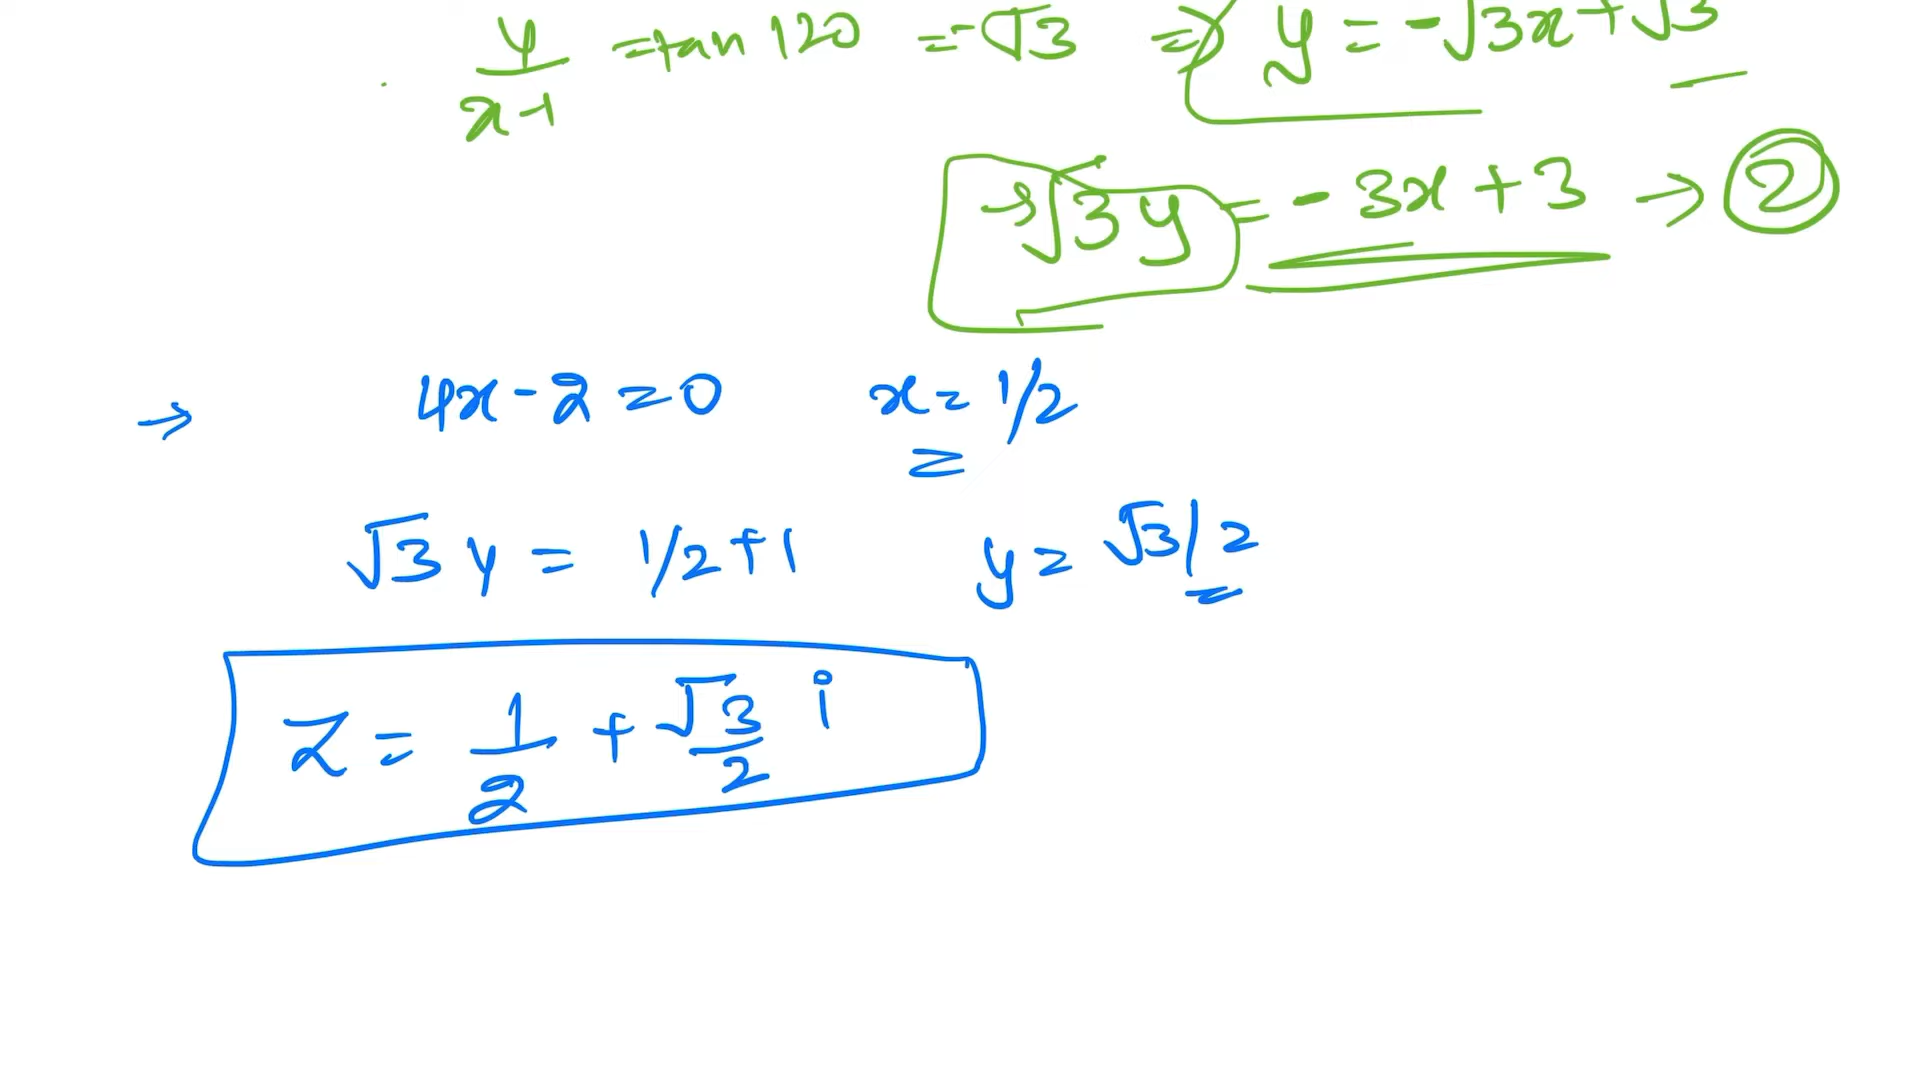 y/(x-1) = tan 120 = -√3 ⇒ y = -√3x + √3
→ √3 y = -3x + 3 → ②
→ 4x - 2 = 0 x = 1/2
√3 y = 1/2 + 1 y = √3/2
Z = 1/2 + √3/2 i